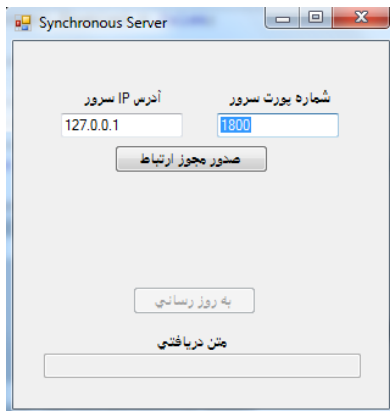 Synchronous Server
آدرس IP سرور
شماره پورت سرور
127.0.0.1
1800
صدور مجوز ارتباط
به روز رسانی
متن دریافتی